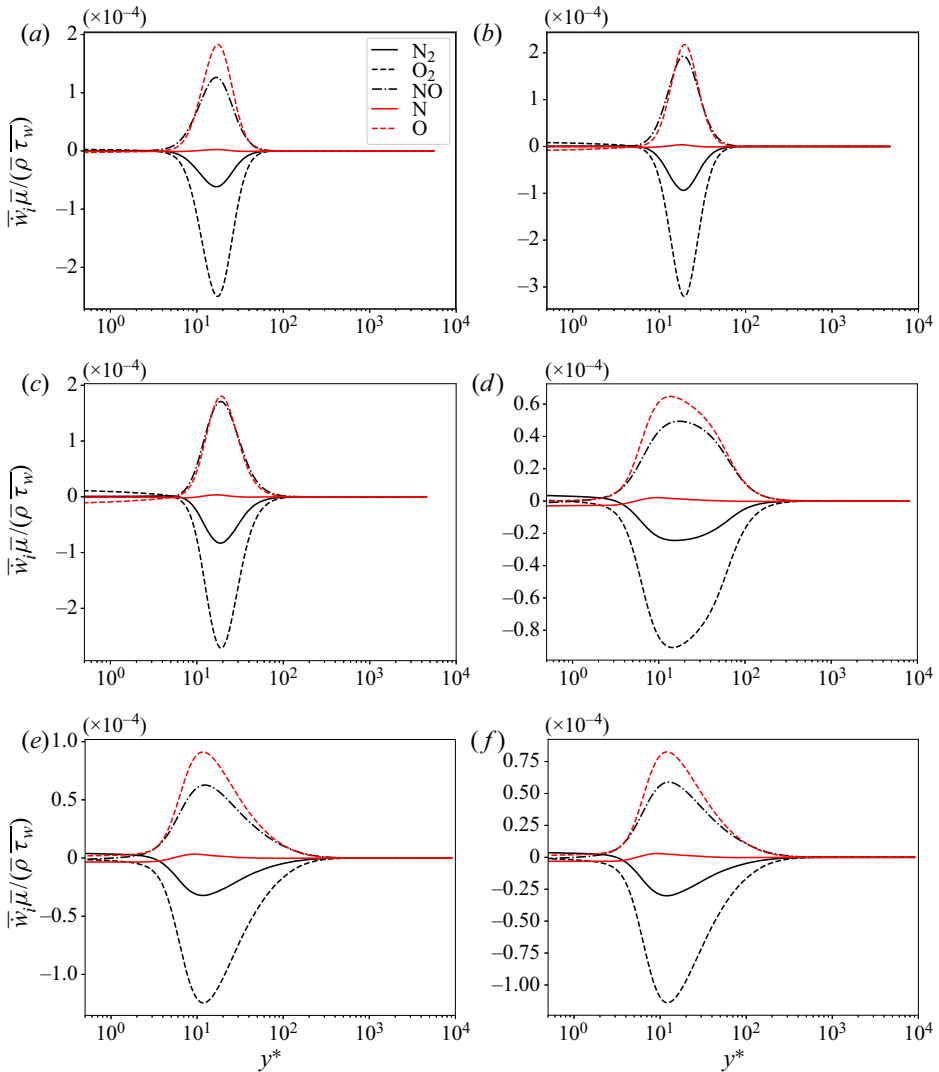 (×10⁻⁴) (×10⁻⁴)
(a) (b)
2 1 0 –1 –2
N₂
O₂
NO
N
O
2 1 0 –1 –2 –3
ẇᵢμ̄/(ρ̄ τ̄w)
10⁰ 10¹ 10² 10³ 10⁴ 10⁰ 10¹ 10² 10³ 10⁴
(×10⁻⁴) (×10⁻⁴)
(c) (d)
2 1 0 –1 –2
0.6 0.4 0.2 0 –0.2 –0.4 –0.6 –0.8
ẇᵢμ̄/(ρ̄ τ̄w)
10⁰ 10¹ 10² 10³ 10⁴ 10⁰ 10¹ 10² 10³ 10⁴
(×10⁻⁴) (×10⁻⁴)
(e) (f)
1.0 0.5 0 –0.5 –1.0
0.75 0.50 0.25 0 –0.25 –0.50 –0.75 –1.00
ẇᵢμ̄/(ρ̄ τ̄w)
10⁰ 10¹ 10² 10³ 10⁴ 10⁰ 10¹ 10² 10³ 10⁴
y* y*